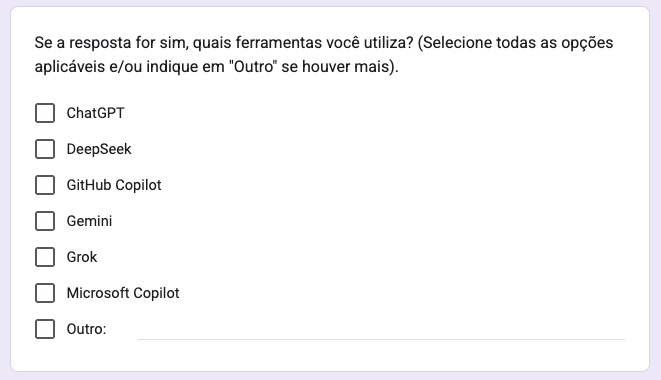 Se a resposta for sim, quais ferramentas você utiliza? (Selecione todas as opções
aplicáveis e/ou indique em "Outro" se houver mais).
ChatGPT
DeepSeek
GitHub Copilot
Gemini
Grok
Microsoft Copilot
Outro: